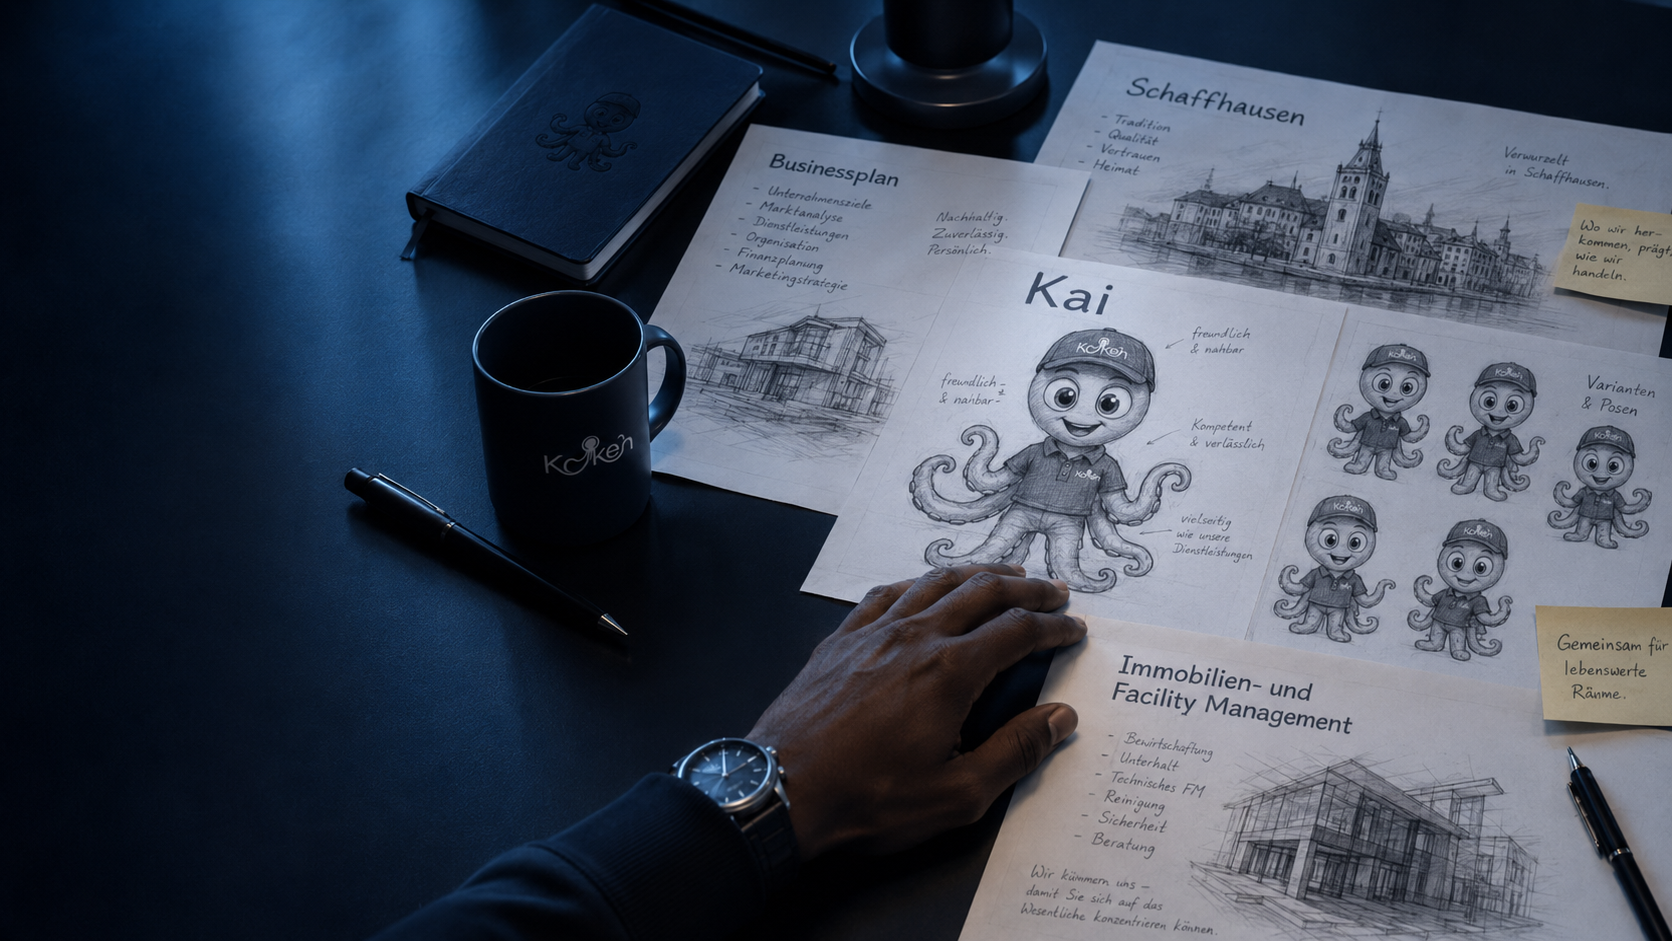 Schaffhausen
- Tradition
- Qualität
- Vertrauen
- Heimat
Verwurzelt
in Schaffhausen.
Wo wir her-
kommen, prägt,
wie wir
handeln.
Businessplan
- Unternehmensziele
- Marktanalyse
- Dienstleistungen
- Orgenisation
- Finanzplanung
- Marketingstrategie
Nachhaltig.
Zuverlässig.
Persönlich.
Kai
freundlich
& nahbar
freundlich -
& nahbar-
Kompetent
& verlässlich
vielseitig
wie unsere
Dienstleistungen
Varianten
& Posen
Gemeinsam für
lebenswerte
Räume.
Immobilien- und
Facility Management
- Bewirtschaftung
- Unterhalt
- Technisches FM
- Reinigung
- Sicherheit
- Beratung
Wir kümmern uns –
damit Sie sich auf das
Wesentliche konzentrieren können.